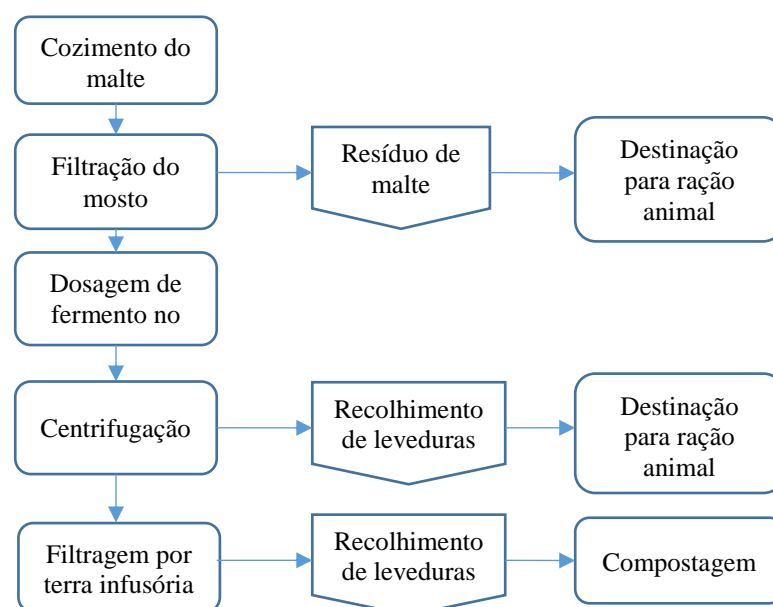 Cozimento do
malte
Filtração do
mosto
Resíduo de
malte
Destinação
para ração
animal
Dosagem de
fermento no
Centrifugação
Recolhimento
de leveduras
Destinação
para ração
animal
Filtragem por
terra infusória
Recolhimento
de leveduras
Compostagem